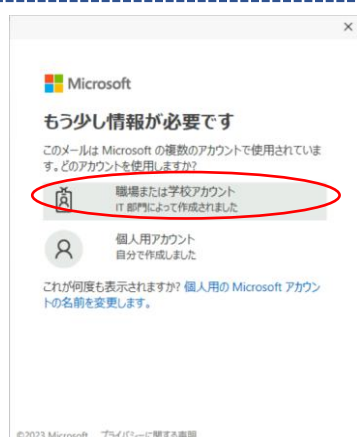 Microsoft
もう少し情報が必要です
このメールは Microsoft の複数のアカウントで使用されていま
す。どのアカウントを使用しますか?
職場または学校アカウント
IT 部門によって作成されました
個人用アカウント
自分で作成しました
これが何度も表示されますか? 個人用の Microsoft アカウン
トの名前を変更します。
©2023 Microsoft プライバシーに関する声明